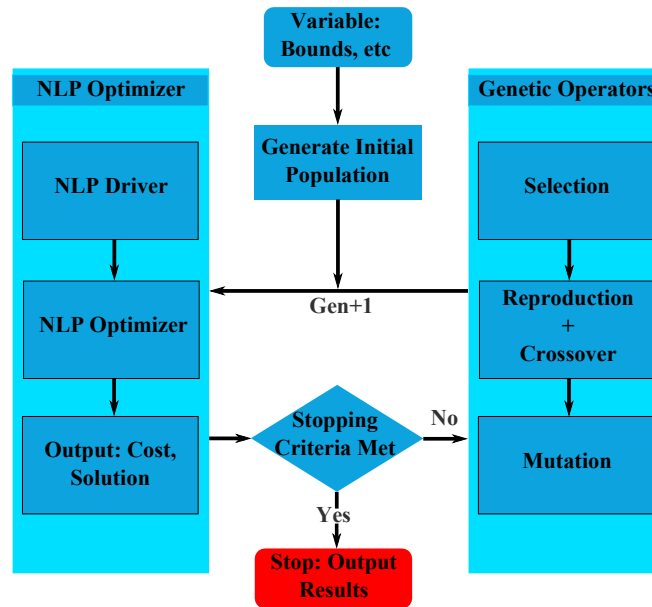 Variable:
Bounds, etc
NLP Optimizer
Genetic Operators
Generate Initial
Population
NLP Driver
Selection
Gen+1
NLP Optimizer
Reproduction
+
Crossover
Stopping
Criteria Met
No
Output: Cost,
Solution
Mutation
Yes
Stop: Output
Results